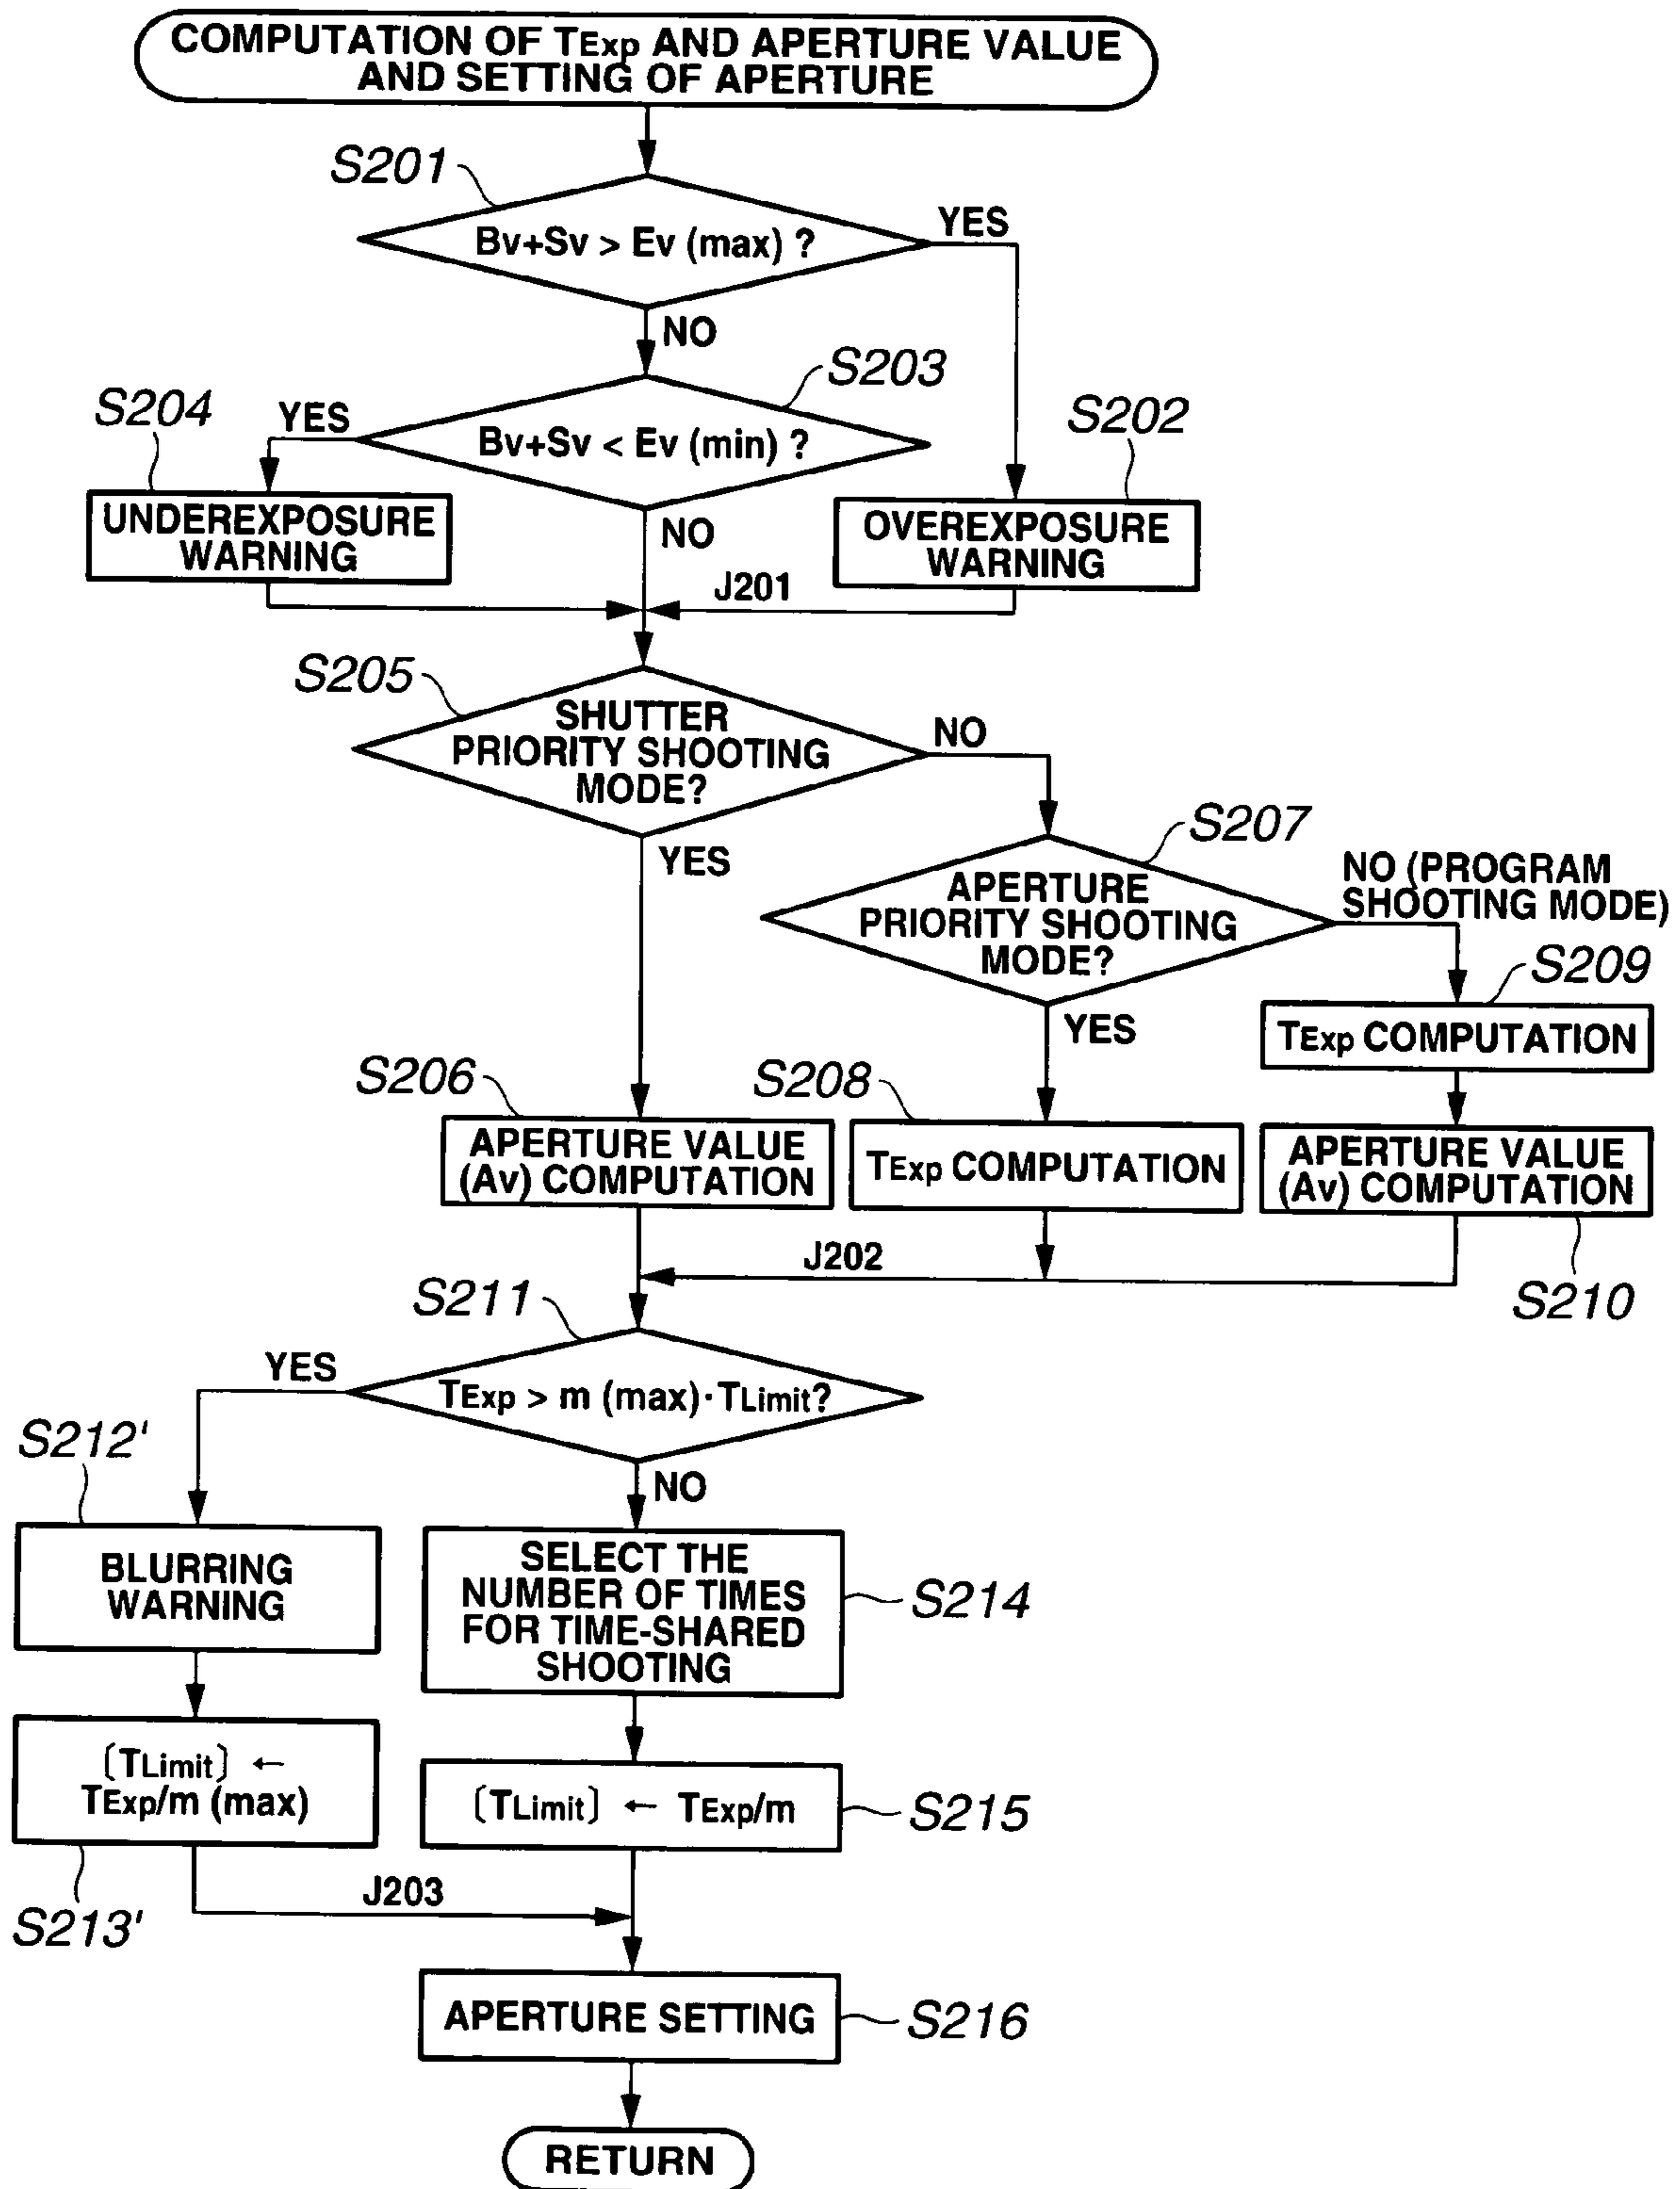 COMPUTATION OF TExp AND APERTURE VALUE
AND SETTING OF APERTURE
S201
Bv+Sv > Ev (max) ?
YES
NO
S203
Bv+Sv < Ev (min) ?
YES
NO
S204
UNDEREXPOSURE
WARNING
S202
OVEREXPOSURE
WARNING
J201
S205
SHUTTER
PRIORITY SHOOTING
MODE?
NO
YES
S207
APERTURE
PRIORITY SHOOTING
MODE?
NO (PROGRAM
SHOOTING MODE)
YES
S209
TExp COMPUTATION
S206
APERTURE VALUE
(Av) COMPUTATION
S208
TExp COMPUTATION
APERTURE VALUE
(Av) COMPUTATION
S210
J202
S211
TExp > m (max)·TLimit?
YES
NO
S212'
BLURRING
WARNING
SELECT THE
NUMBER OF TIMES
FOR TIME-SHARED
SHOOTING
S214
[TLimit] ←
TExp/m (max)
S213'
[TLimit] ← TExp/m
S215
J203
APERTURE SETTING
S216
RETURN